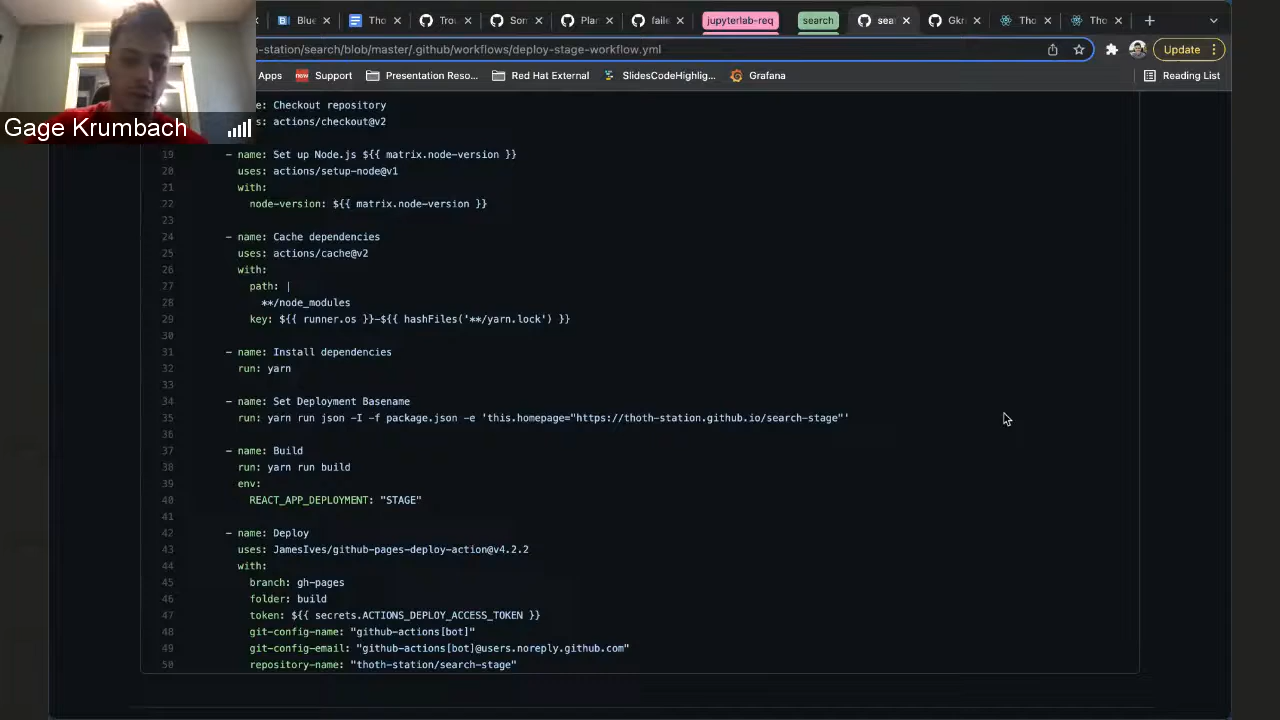 Blue
Tho
Trou
Son
Plan
faile
jupyterlab-req
search
sear
Gkr
Tho
Tho
h-station/search/blob/master/.github/workflows/deploy-stage-workflow.yml
Update
Apps
Support
Presentation Reso...
Red Hat External
SlidesCodeHighlig...
Grafana
Reading List
Gage Krumbach
e: Checkout repository
s: actions/checkout@v2
19 - name: Set up Node.js ${{ matrix.node-version }}
20 uses: actions/setup-node@v1
21 with:
22 node-version: ${{ matrix.node-version }}
23
24 - name: Cache dependencies
25 uses: actions/cache@v2
26 with:
27 path: |
28 **/node_modules
29 key: ${{ runner.os }}-${{ hashFiles('**/yarn.lock') }}
30
31 - name: Install dependencies
32 run: yarn
33
34 - name: Set Deployment Basename
35 run: yarn run json -I -f package.json -e 'this.homepage="https://thoth-station.github.io/search-stage"'
36
37 - name: Build
38 run: yarn run build
39 env:
40 REACT_APP_DEPLOYMENT: "STAGE"
41
42 - name: Deploy
43 uses: JamesIves/github-pages-deploy-action@v4.2.2
44 with:
45 branch: gh-pages
46 folder: build
47 token: ${{ secrets.ACTIONS_DEPLOY_ACCESS_TOKEN }}
48 git-config-name: "github-actions[bot]"
49 git-config-email: "github-actions[bot]@users.noreply.github.com"
50 repository-name: "thoth-station/search-stage"